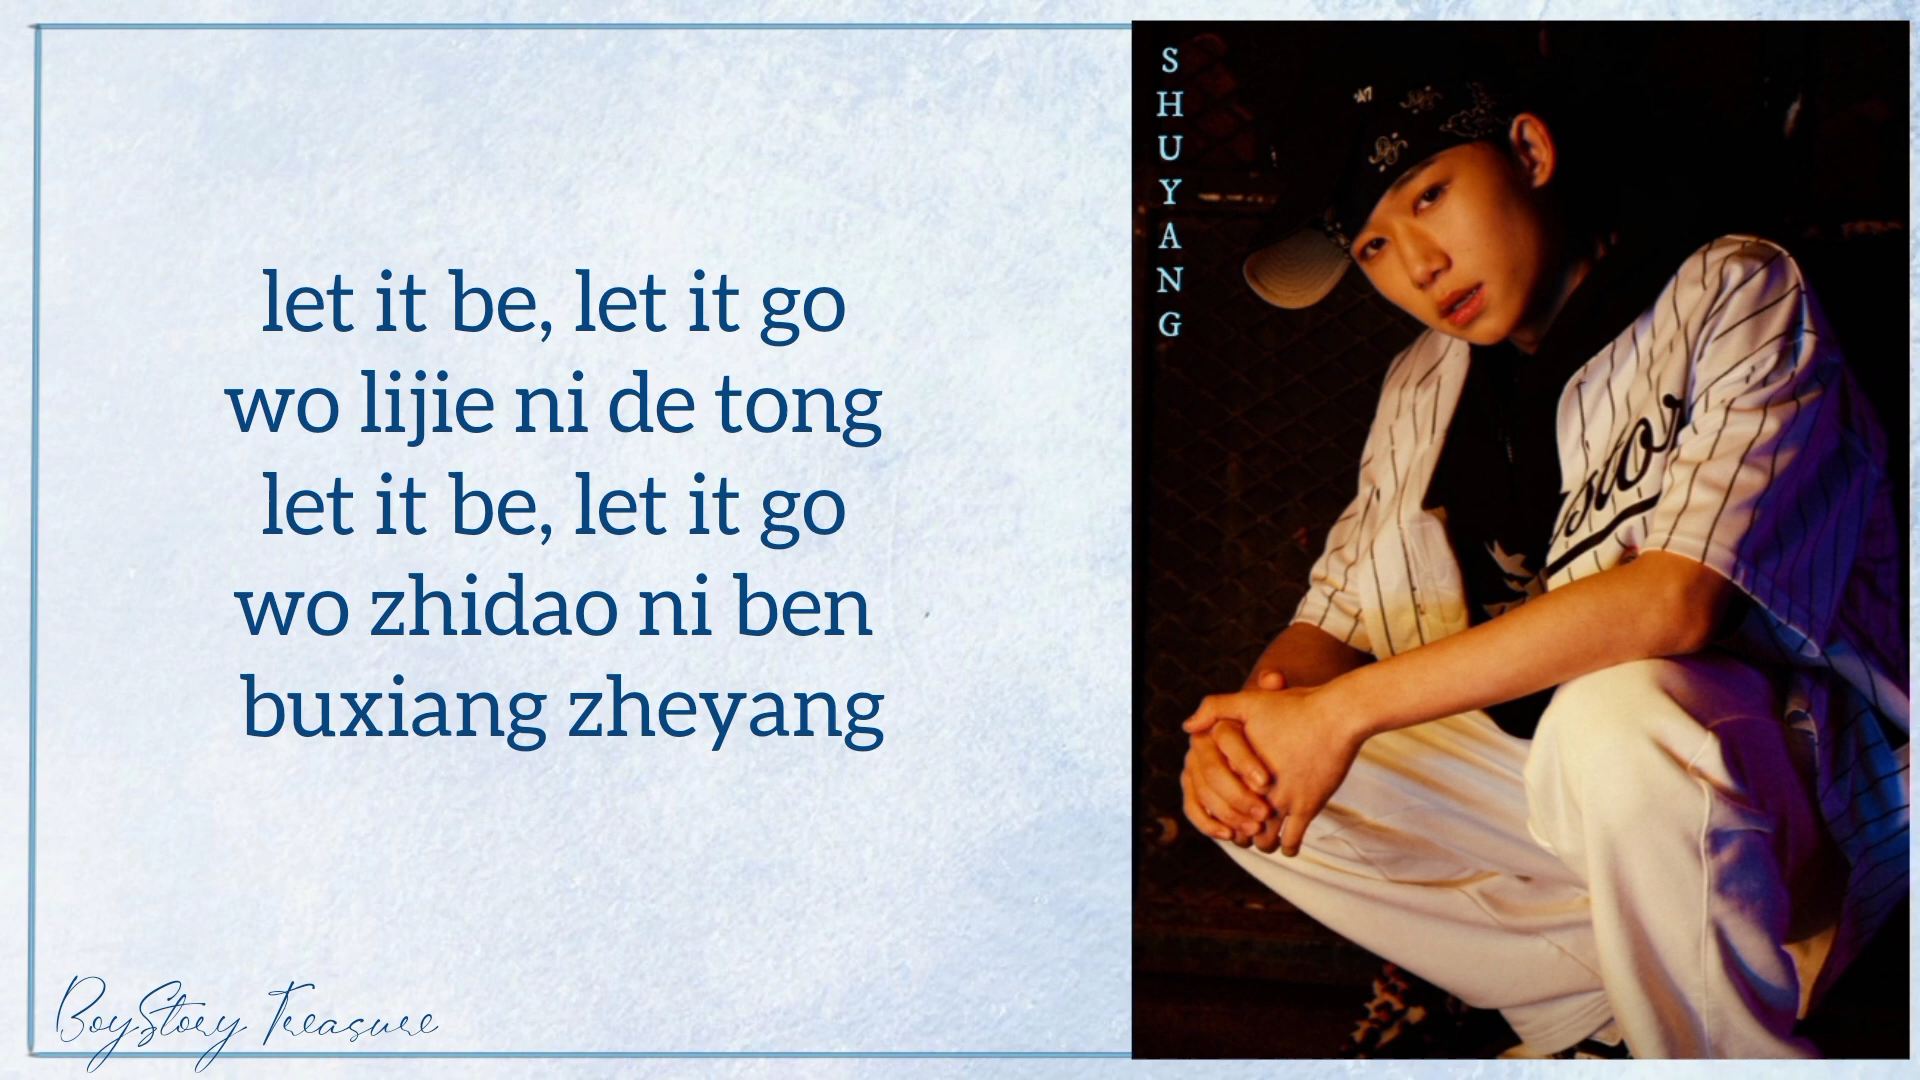 let it be, let it go
wo lijie ni de tong
let it be, let it go
wo zhidao ni ben
buxiang zheyang
SHUYANG
BoyStory Treasure